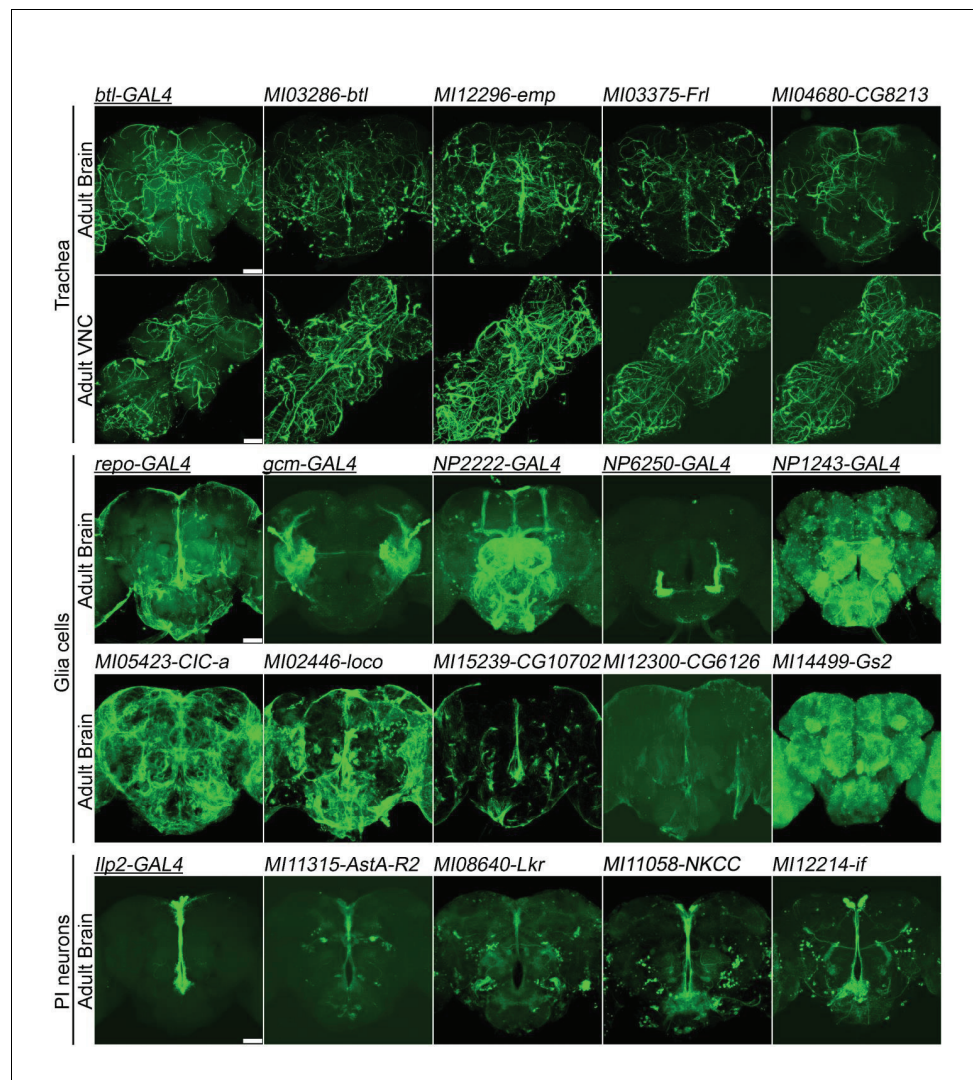 btl-GAL4 MI03286-btl MI12296-emp MI03375-Frl MI04680-CG8213
Trachea
Adult Brain
Adult VNC
repo-GAL4 gcm-GAL4 NP2222-GAL4 NP6250-GAL4 NP1243-GAL4
Glia cells
Adult Brain
MI05423-ClC-a MI02446-loco MI15239-CG10702 MI12300-CG6126 MI14499-Gs2
Adult Brain
Ilp2-GAL4 MI11315-AstA-R2 MI08640-Lkr MI11058-NKCC MI12214-if
PI neurons
Adult Brain